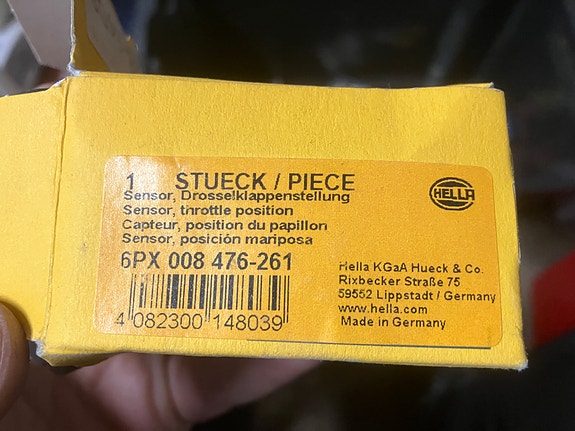 1 STUECK / PIECE
Sensor, Drosselklappenstellung
Sensor, throttle position
Capteur, position du papillon
Sensor, posición mariposa
6PX 008 476-261
4 082300 148039
HELLA
Hella KGaA Hueck & Co.
Rixbecker Straße 75
59552 Lippstadt / Germany
www.hella.com
Made in Germany